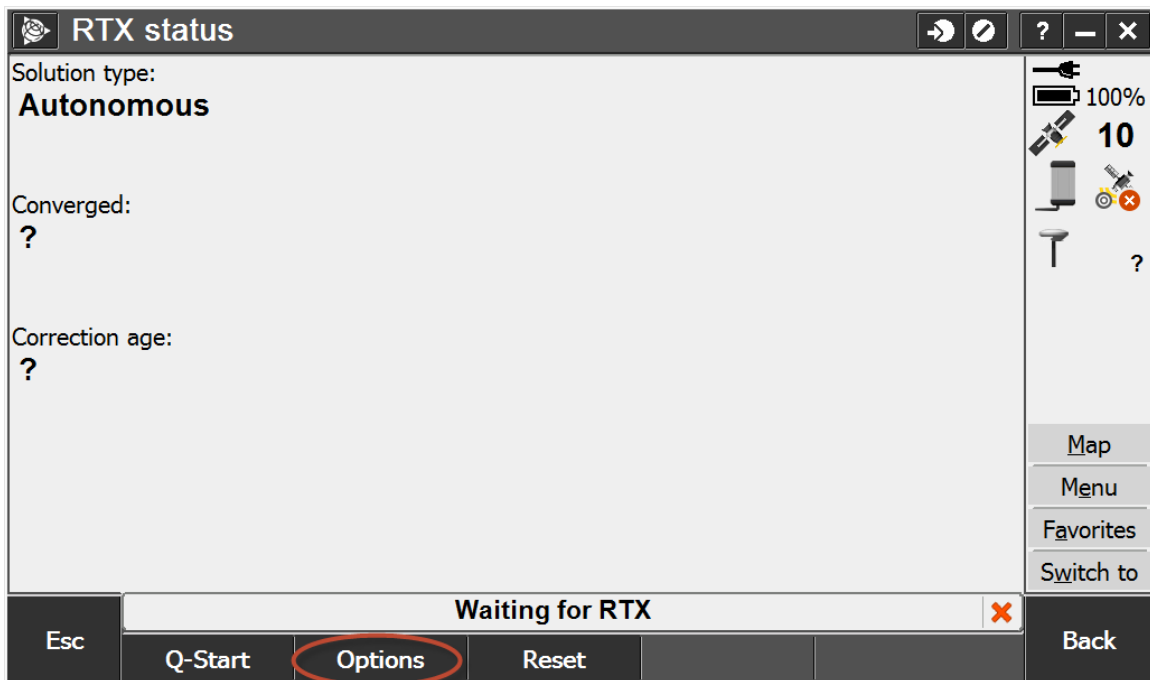 RTX status
?
Solution type:
Autonomous
100%
10
Converged:
?
?
Correction age:
?
Map
Menu
Favorites
Switch to
Waiting for RTX
Esc
Q-Start
Options
Reset
Back